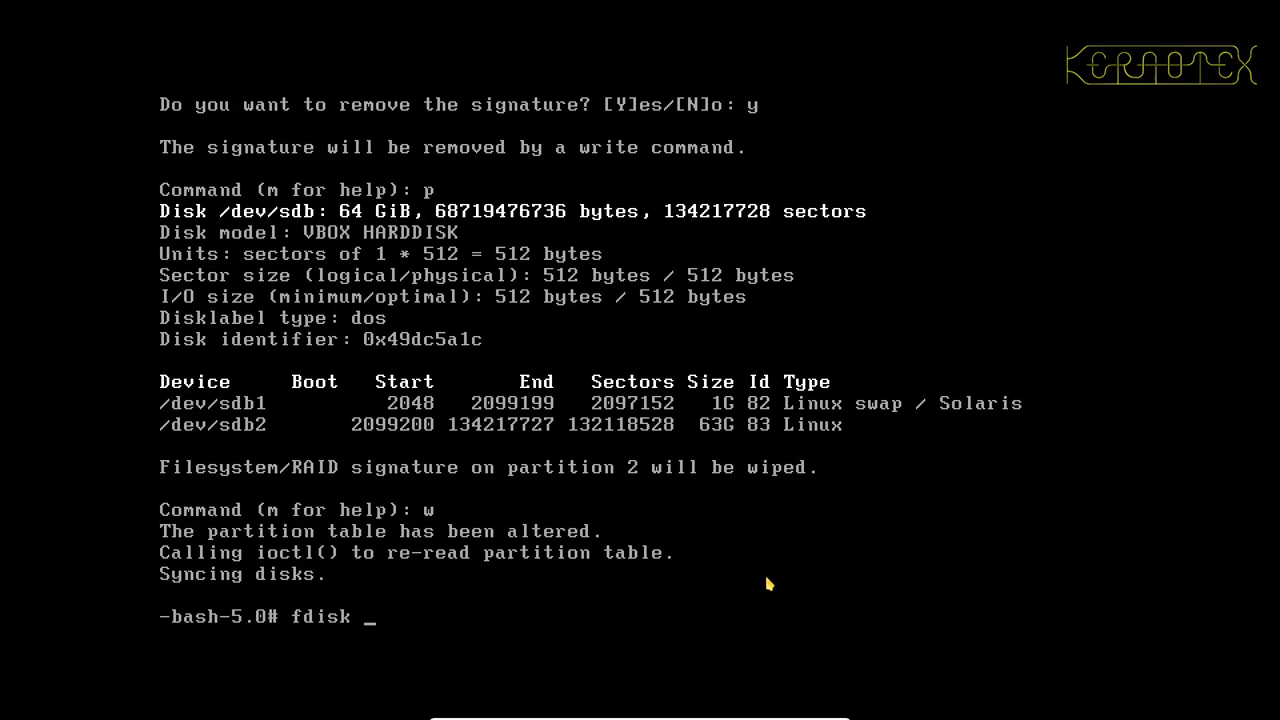 KERNOTEX
Do you want to remove the signature? [Y]es/[N]o: y
The signature will be removed by a write command.
Command (m for help): p
Disk /dev/sdb: 64 GiB, 68719476736 bytes, 134217728 sectors
Disk model: VBOX HARDDISK
Units: sectors of 1 * 512 = 512 bytes
Sector size (logical/physical): 512 bytes / 512 bytes
I/O size (minimum/optimal): 512 bytes / 512 bytes
Disklabel type: dos
Disk identifier: 0x49dc5a1c
Device Boot Start End Sectors Size Id Type
/dev/sdb1 2048 2099199 2097152 1G 82 Linux swap / Solaris
/dev/sdb2 2099200 134217727 132118528 63G 83 Linux
Filesystem/RAID signature on partition 2 will be wiped.
Command (m for help): w
The partition table has been altered.
Calling ioctl() to re-read partition table.
Syncing disks.
-bash-5.0# fdisk _